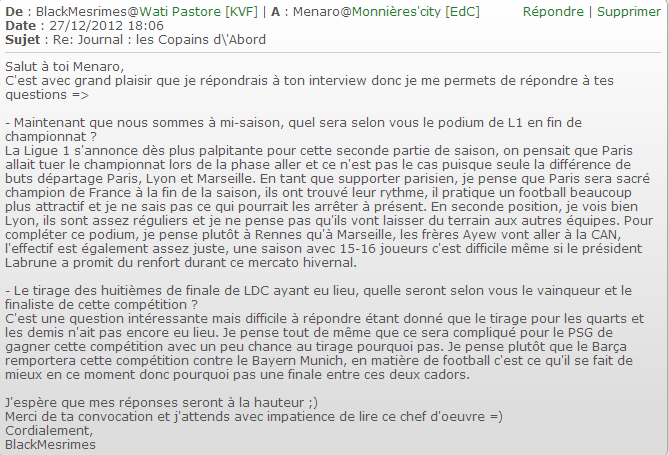 De : BlackMesrimes@Wati Pastore [KVF] | A : Menaro@Monnières'city [EdC] Répondre | Supprimer
Date : 27/12/2012 18:06
Sujet : Re: Journal : les Copains d\'Abord
Salut à toi Menaro,
C'est avec grand plaisir que je répondrais à ton interview donc je me permets de répondre à tes
questions =>
- Maintenant que nous sommes à mi-saison, quel sera selon vous le podium de L1 en fin de
championnat ?
La Ligue 1 s'annonce dès plus palpitante pour cette seconde partie de saison, on pensait que Paris
allait tuer le championnat lors de la phase aller et ce n'est pas le cas puisque seule la différence de
buts départage Paris, Lyon et Marseille. En tant que supporter parisien, je pense que Paris sera sacré
champion de France à la fin de la saison, ils ont trouvé leur rythme, il pratique un football beaucoup
plus attractif et je ne sais pas ce qui pourrait les arrêter à présent. En second position, je vois bien
Lyon, ils sont assez réguliers et je ne pense pas qu'ils vont laisser du terrain aux autres équipes. Pour
compléter ce podium, je pense plutôt à Rennes qu'à Marseille, les frères Ayew vont aller à la CAN,
l'effectif est également assez juste, une saison avec 15-16 joueurs c'est difficile même si le président
Labrune a promit du renfort durant ce mercato hivernal.
- Le tirage des huitièmes de finale de LDC ayant eu lieu, quelle seront selon vous le vainqueur et le
finaliste de cette compétition ?
C'est une question intéressante mais difficile à répondre étant donné que le tirage pour les quarts et
les demis n'ait pas encore eu lieu. Je pense tout de même que ce sera compliqué pour le PSG de
gagner cette compétition avec un peu chance au tirage pourquoi pas. Je pense plutôt que le Barça
remportera cette compétition contre le Bayern Munich, en matière de football c'est ce qu'il se fait de
mieux en ce moment donc pourquoi pas une finale entre ces deux cadors.
J'espère que mes réponses seront à la hauteur ;)
Merci de ta convocation et j'attends avec impatience de lire ce chef d'oeuvre =)
Cordialement,
BlackMesrimes